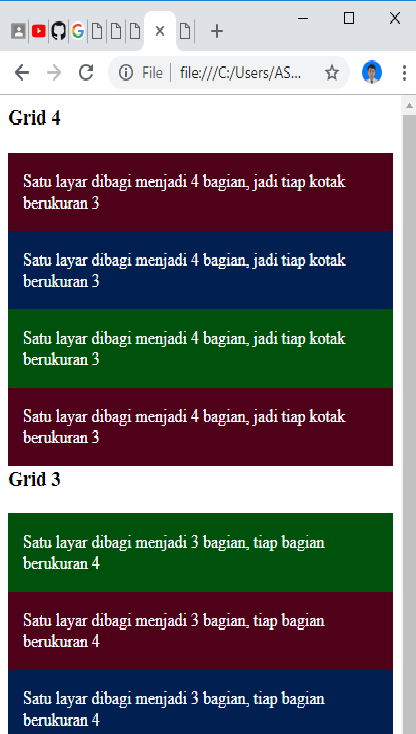 File
file:///C:/Users/AS...
Grid 4
Satu layar dibagi menjadi 4 bagian, jadi tiap kotak
berukuran 3
Satu layar dibagi menjadi 4 bagian, jadi tiap kotak
berukuran 3
Satu layar dibagi menjadi 4 bagian, jadi tiap kotak
berukuran 3
Satu layar dibagi menjadi 4 bagian, jadi tiap kotak
berukuran 3
Grid 3
Satu layar dibagi menjadi 3 bagian, tiap bagian
berukuran 4
Satu layar dibagi menjadi 3 bagian, tiap bagian
berukuran 4
Satu layar dibagi menjadi 3 bagian, tiap bagian
berukuran 4